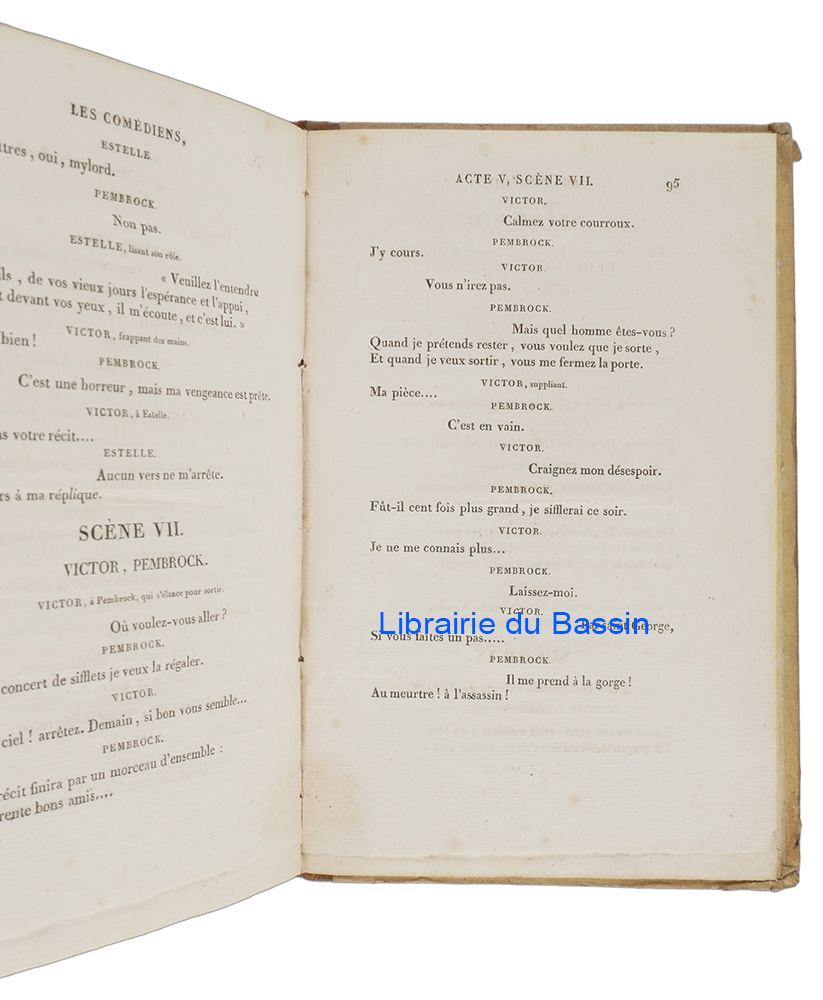 LES COMÉDIENS,
ESTELLE.
oui, mylord.
PEMBROCK.
Non pas.
ESTELLE, lisant son rôle.
« Veuillez l'entendre
de vos vieux jours l'espérance et l'appui,
devant vos yeux, il m'écoute, et c'est lui. »
VICTOR, frappant des mains.
bien !
PEMBROCK.
C'est une horreur, mais ma vengeance est prête.
VICTOR, à Estelle.
votre récit....
ESTELLE.
Aucun vers ne m'arrête.
à ma réplique.
SCÈNE VII.
VICTOR, PEMBROCK.
VICTOR, à Pembrock, qui s'élance pour sortir.
Où voulez-vous aller ?
PEMBROCK.
concert de sifflets je veux la régaler.
VICTOR.
ciel ! arrêtez. Demain, si bon vous semble...
PEMBROCK.
finira par un morceau d'ensemble :
bons amis....
ACTE V, SCÈNE VII. 95
VICTOR.
Calmez votre courroux.
PEMBROCK.
J'y cours.
VICTOR.
Vous n'irez pas.
PEMBROCK.
Mais quel homme êtes-vous ?
Quand je prétends rester, vous voulez que je sorte,
Et quand je veux sortir, vous me fermez la porte.
VICTOR, suppliant.
Ma pièce....
PEMBROCK.
C'est en vain.
VICTOR.
Craignez mon désespoir.
PEMBROCK.
Fût-il cent fois plus grand, je sifflerai ce soir.
VICTOR.
Je ne me connais plus...
PEMBROCK.
Laissez-moi.
VICTOR.
Par saint George,
Librairie du Bassin
Si vous faites un pas.....
PEMBROCK.
Il me prend à la gorge !
Au meurtre ! à l'assassin !